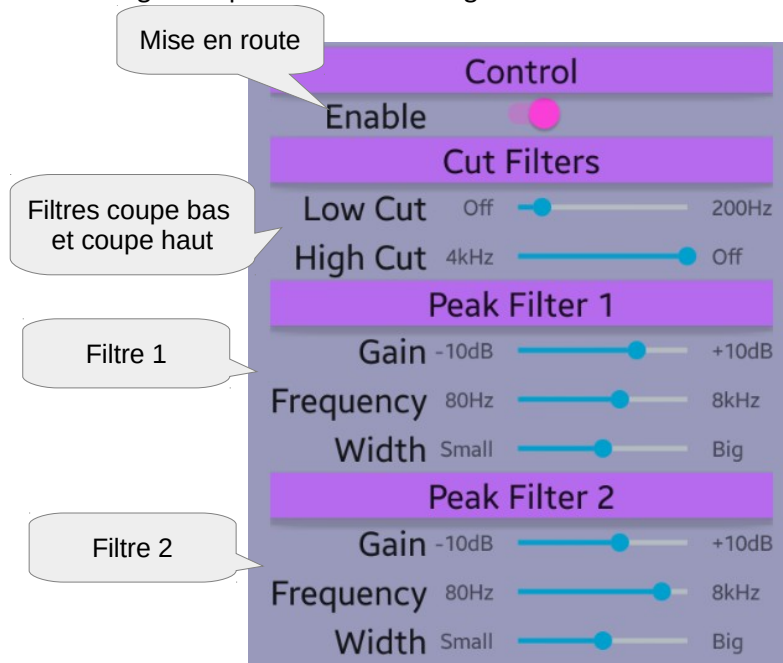 Mise en route
Control
Enable
Cut Filters
Filtres coupe bas
et coupe haut
Low Cut Off 200Hz
High Cut 4kHz Off
Peak Filter 1
Filtre 1
Gain -10dB +10dB
Frequency 80Hz 8kHz
Width Small Big
Peak Filter 2
Filtre 2
Gain -10dB +10dB
Frequency 80Hz 8kHz
Width Small Big